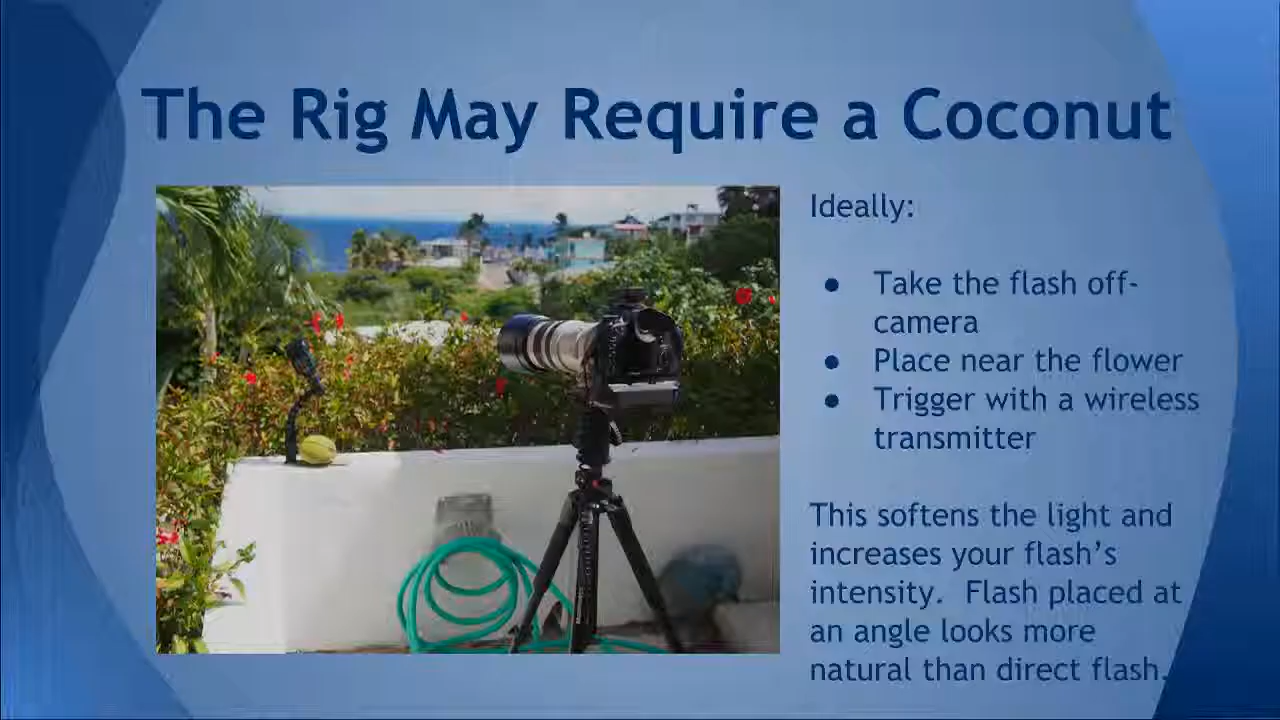 The Rig May Require a Coconut
Ideally:
● Take the flash off-
camera
● Place near the flower
● Trigger with a wireless
transmitter
This softens the light and
increases your flash’s
intensity.  Flash placed at
an angle looks more
natural than direct flash.